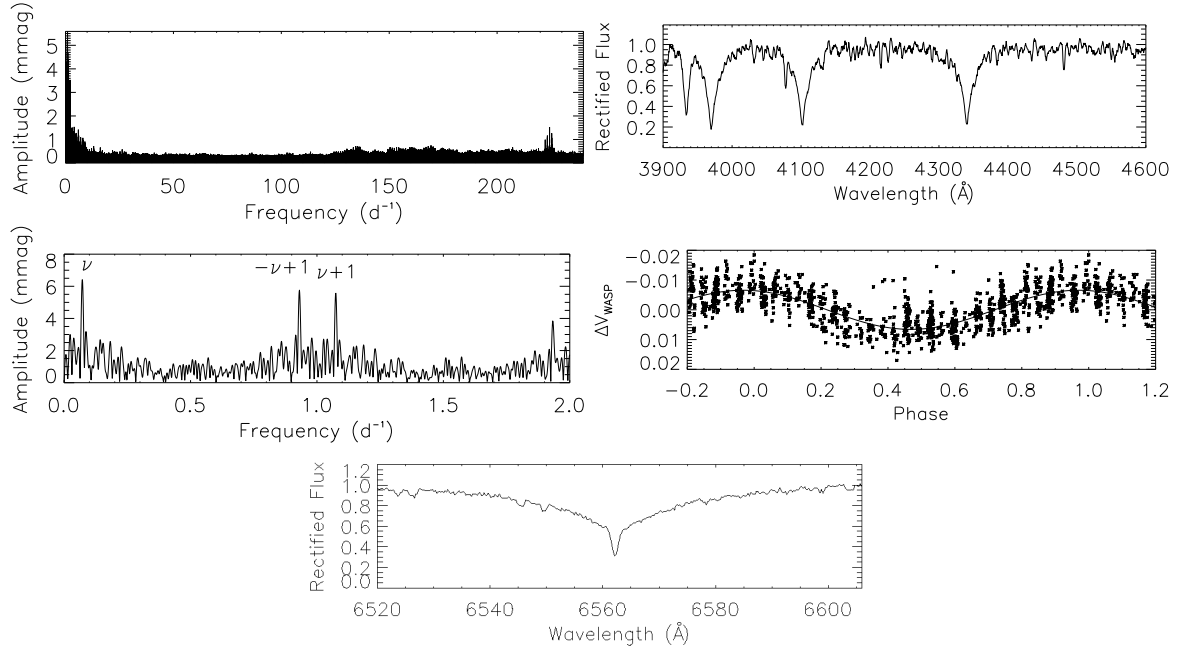 Amplitude (mmag)
5
4
3
2
1
0
0 50 100 150 200
Frequency (d⁻¹)
Rectified Flux
1.0
0.8
0.6
0.4
0.2
3900 4000 4100 4200 4300 4400 4500 4600
Wavelength (Å)
Amplitude (mmag)
8
6
4
2
0
ν
−ν+1
ν+1
0.0 0.5 1.0 1.5 2.0
Frequency (d⁻¹)
ΔV_WASP
−0.02
−0.01
0.00
0.01
0.02
−0.2 0.0 0.2 0.4 0.6 0.8 1.0 1.2
Phase
Rectified Flux
1.2
1.0
0.8
0.6
0.4
0.2
0.0
6520 6540 6560 6580 6600
Wavelength (Å)